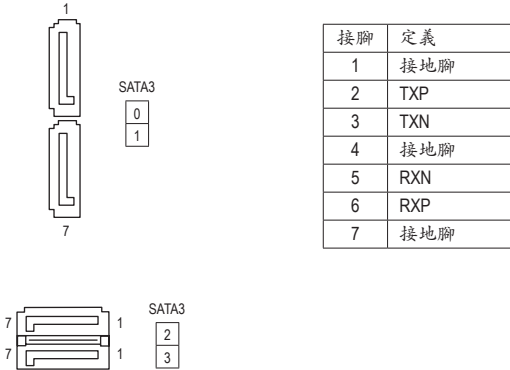 1
SATA3
0
1
7
接腳 定義
1 接地腳
2 TXP
3 TXN
4 接地腳
5 RXN
6 RXP
7 接地腳
SATA3
7 1
2
7 1
3